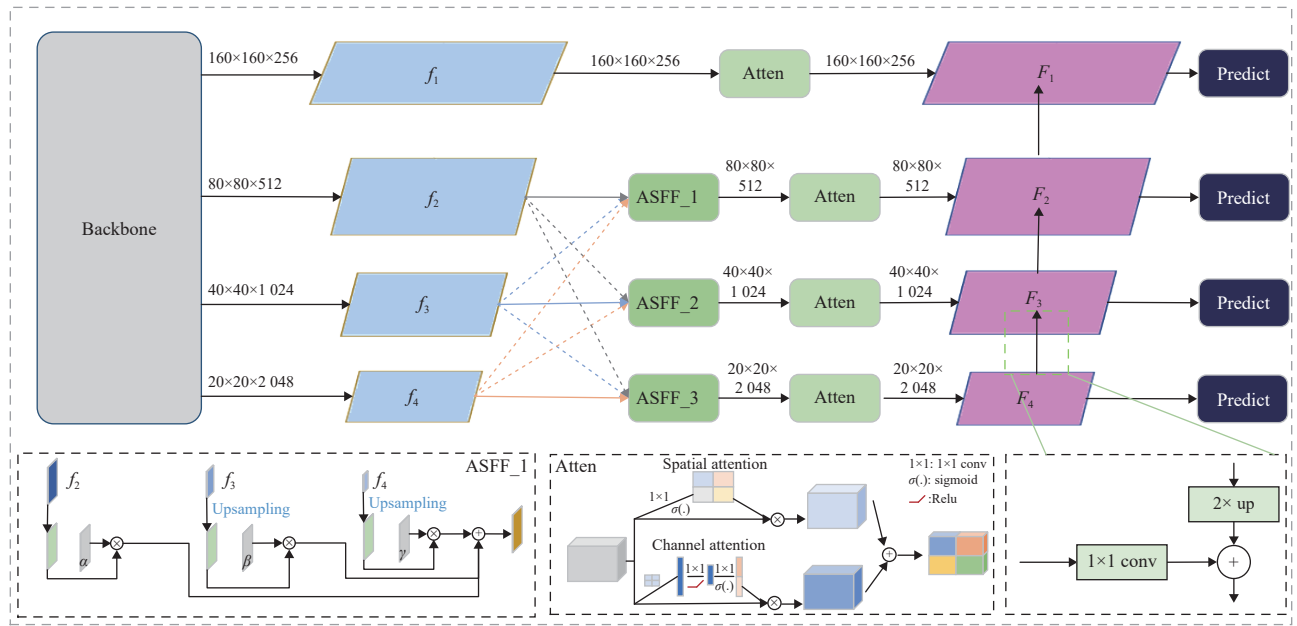 Backbone
160×160×256
f₁
160×160×256
Atten
160×160×256
F₁
Predict
80×80×512
f₂
ASFF_1
80×80×
512
Atten
80×80×
512
F₂
Predict
40×40×1 024
f₃
ASFF_2
40×40×
1 024
Atten
40×40×
1 024
F₃
Predict
20×20×2 048
f₄
ASFF_3
20×20×
2 048
Atten
20×20×
2 048
F₄
Predict
ASFF_1
f₂
α
f₃
Upsampling
β
f₄
Upsampling
γ
Atten
Spatial attention
1×1
σ(.)
1×1: 1×1 conv
σ(.): sigmoid
:Relu
Channel attention
1×1
1×1
σ(.)
2× up
1×1 conv